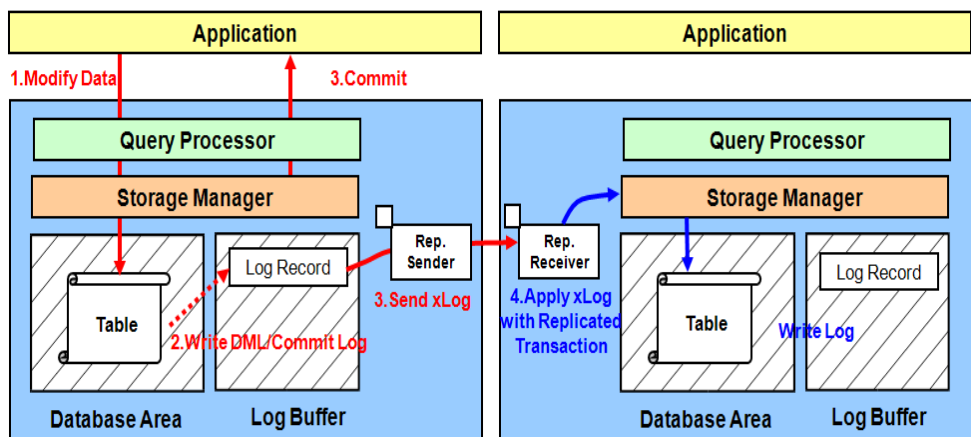 Application
1.Modify Data
3.Commit
Query Processor
Storage Manager
Log Record
Table
2.Write DML/Commit Log
Database Area
Log Buffer
Rep.
Sender
3.Send xLog
Application
Query Processor
Storage Manager
Rep.
Receiver
4.Apply xLog
with Replicated
Transaction
Log Record
Table
Write Log
Database Area
Log Buffer